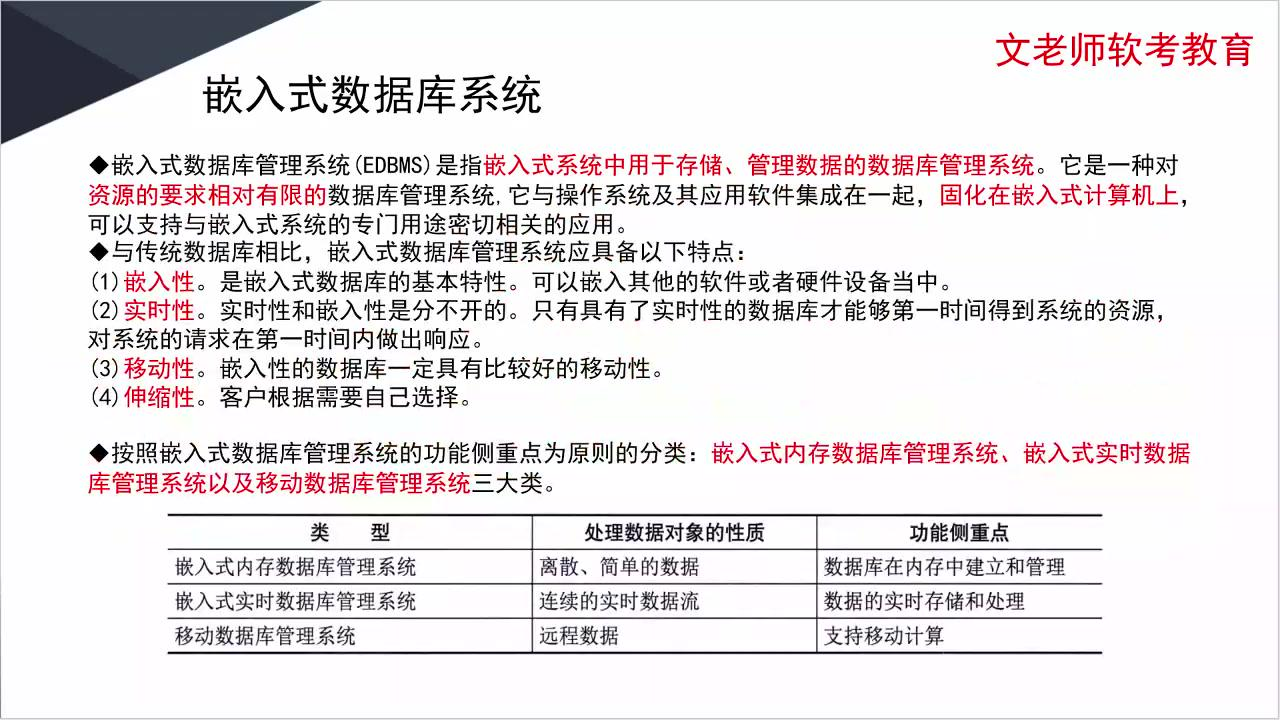 文老师软考教育
嵌入式数据库系统
◆嵌入式数据库管理系统(EDBMS)是指嵌入式系统中用于存储、管理数据的数据库管理系统。它是一种对
资源的要求相对有限的数据库管理系统,它与操作系统及其应用软件集成在一起，固化在嵌入式计算机上，
可以支持与嵌入式系统的专门用途密切相关的应用。
◆与传统数据库相比，嵌入式数据库管理系统应具备以下特点：
(1)嵌入性。是嵌入式数据库的基本特性。可以嵌入其他的软件或者硬件设备当中。
(2)实时性。实时性和嵌入性是分不开的。只有具有了实时性的数据库才能够第一时间得到系统的资源，
对系统的请求在第一时间内做出响应。
(3)移动性。嵌入性的数据库一定具有比较好的移动性。
(4)伸缩性。客户根据需要自己选择。
◆按照嵌入式数据库管理系统的功能侧重点为原则的分类：嵌入式内存数据库管理系统、嵌入式实时数据
库管理系统以及移动数据库管理系统三大类。
类 型 处理数据对象的性质 功能侧重点
嵌入式内存数据库管理系统 离散、简单的数据 数据库在内存中建立和管理
嵌入式实时数据库管理系统 连续的实时数据流 数据的实时存储和处理
移动数据库管理系统 远程数据 支持移动计算